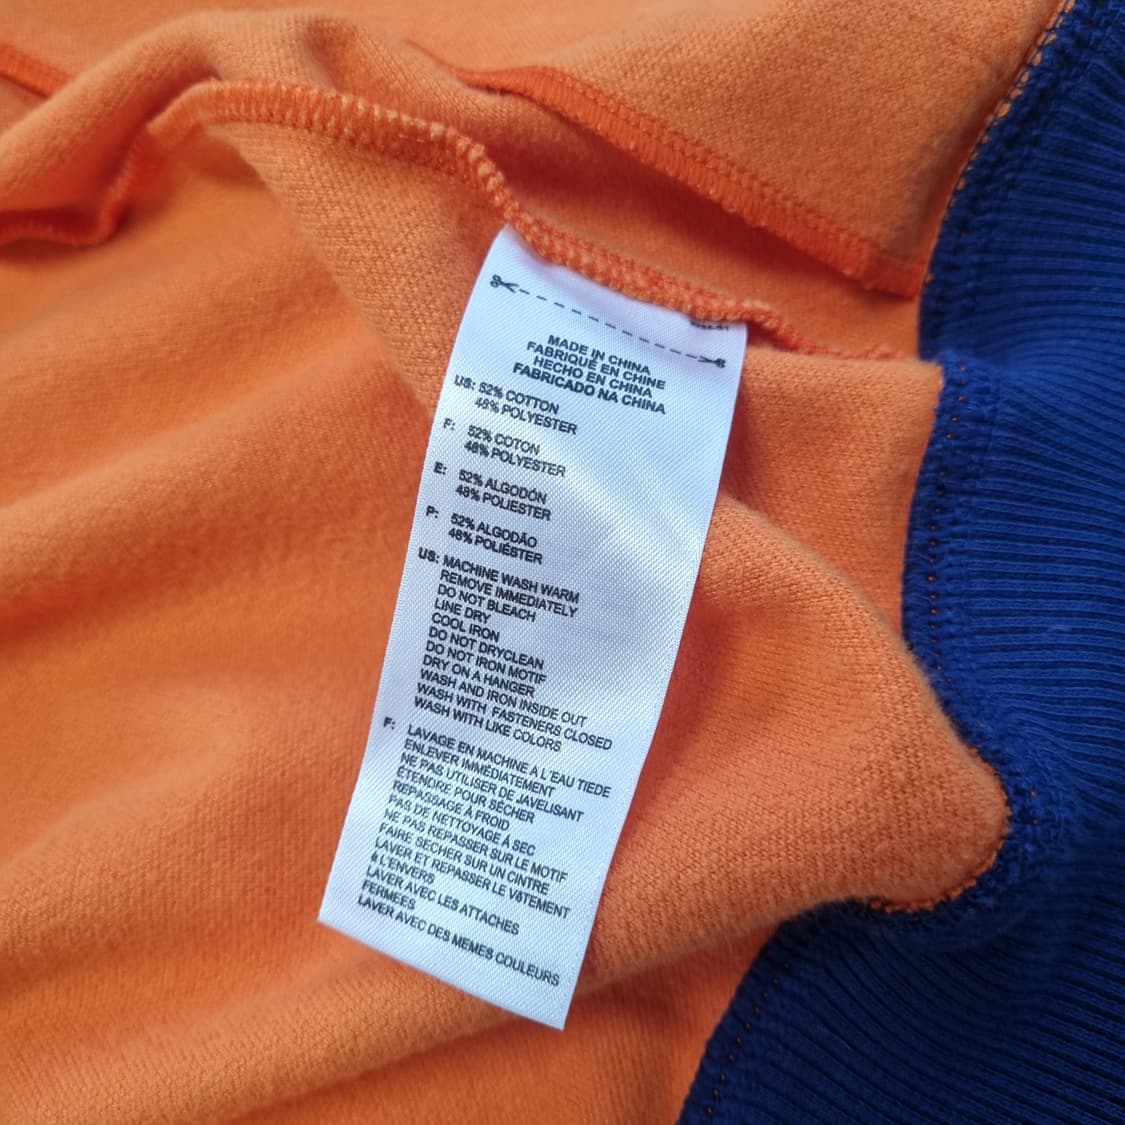 MADE IN CHINA
FABRIQUÉ EN CHINE
HECHO EN CHINA
FABRICADO NA CHINA
US: 52% COTTON
48% POLYESTER
F: 52% COTON
48% POLYESTER
E: 52% ALGODÓN
48% POLIESTER
P: 52% ALGODÃO
48% POLIÉSTER
US: MACHINE WASH WARM
REMOVE IMMEDIATELY
DO NOT BLEACH
LINE DRY
COOL IRON
DO NOT DRYCLEAN
DO NOT IRON MOTIF
DRY ON A HANGER
WASH AND IRON INSIDE OUT
WASH WITH FASTENERS CLOSED
WASH WITH LIKE COLORS
F: LAVAGE EN MACHINE A L'EAU TIEDE
ENLEVER IMMÉDIATEMENT
NE PAS UTILISER DE JAVELISANT
ÉTENDRE POUR SÉCHER
REPASSAGE À FROID
PAS DE NETTOYAGE À SEC
NE PAS REPASSER SUR LE MOTIF
FAIRE SECHER SUR UN CINTRE
LAVER ET REPASSER LE VêTEMENT
à L'ENVERS
LAVER AVEC LES ATTACHES
FERMEES
LAVER AVEC DES MEMES COULEURS